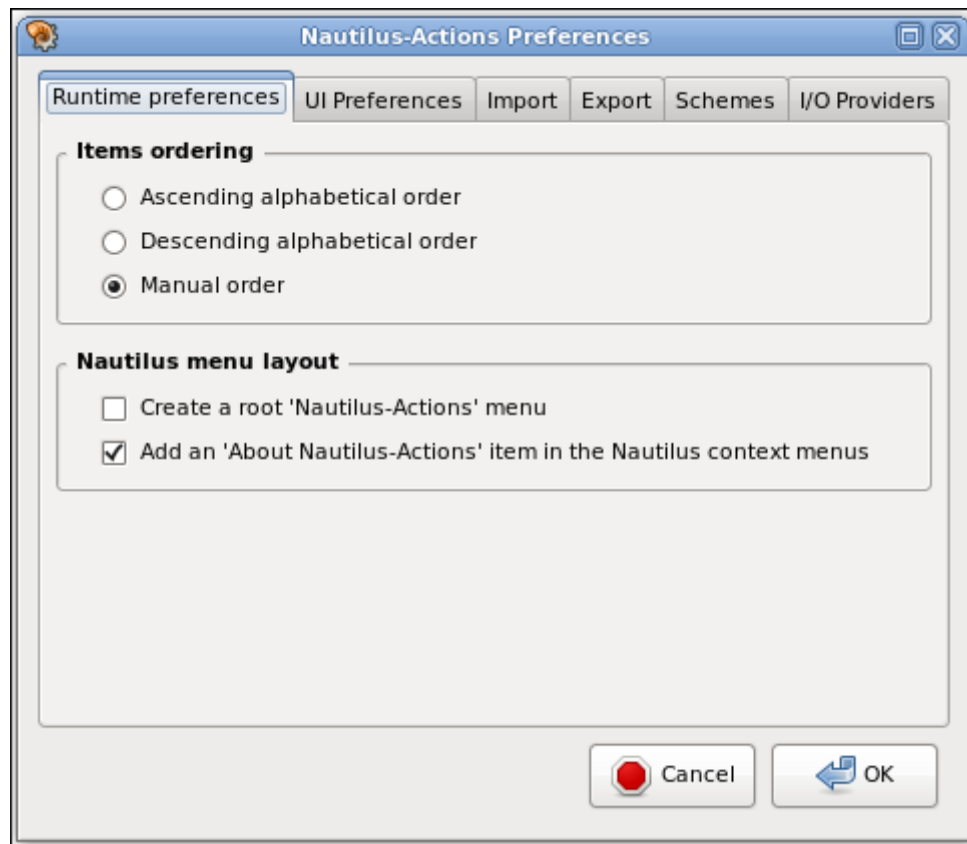 Nautilus-Actions Preferences
Runtime preferences UI Preferences Import Export Schemes I/O Providers
Items ordering
Ascending alphabetical order
Descending alphabetical order
Manual order
Nautilus menu layout
Create a root 'Nautilus-Actions' menu
Add an 'About Nautilus-Actions' item in the Nautilus context menus
Cancel OK